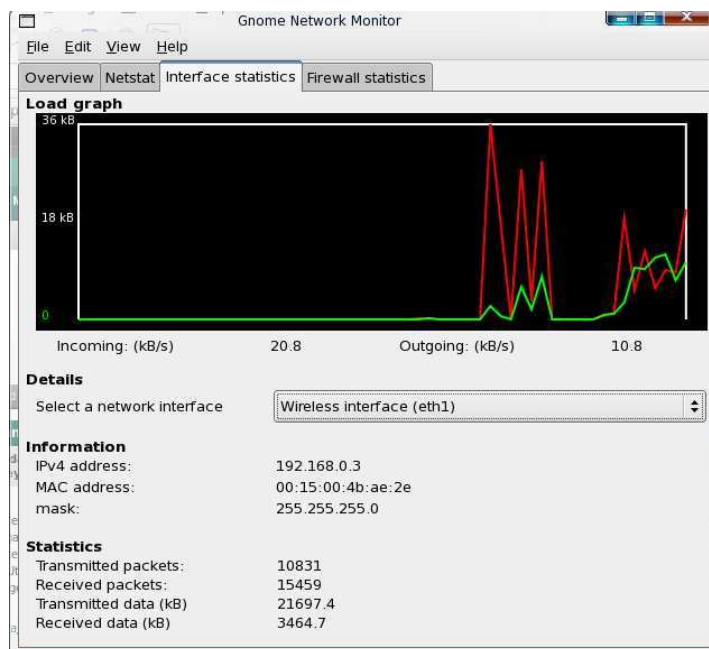 Gnome Network Monitor
File Edit View Help
Overview Netstat Interface statistics Firewall statistics
Load graph
36 kB
18 kB
0
Incoming: (kB/s) 20.8 Outgoing: (kB/s) 10.8
Details
Select a network interface Wireless interface (eth1)
Information
IPv4 address: 192.168.0.3
MAC address: 00:15:00:4b:ae:2e
mask: 255.255.255.0
Statistics
Transmitted packets: 10831
Received packets: 15459
Transmitted data (kB) 21697.4
Received data (kB) 3464.7